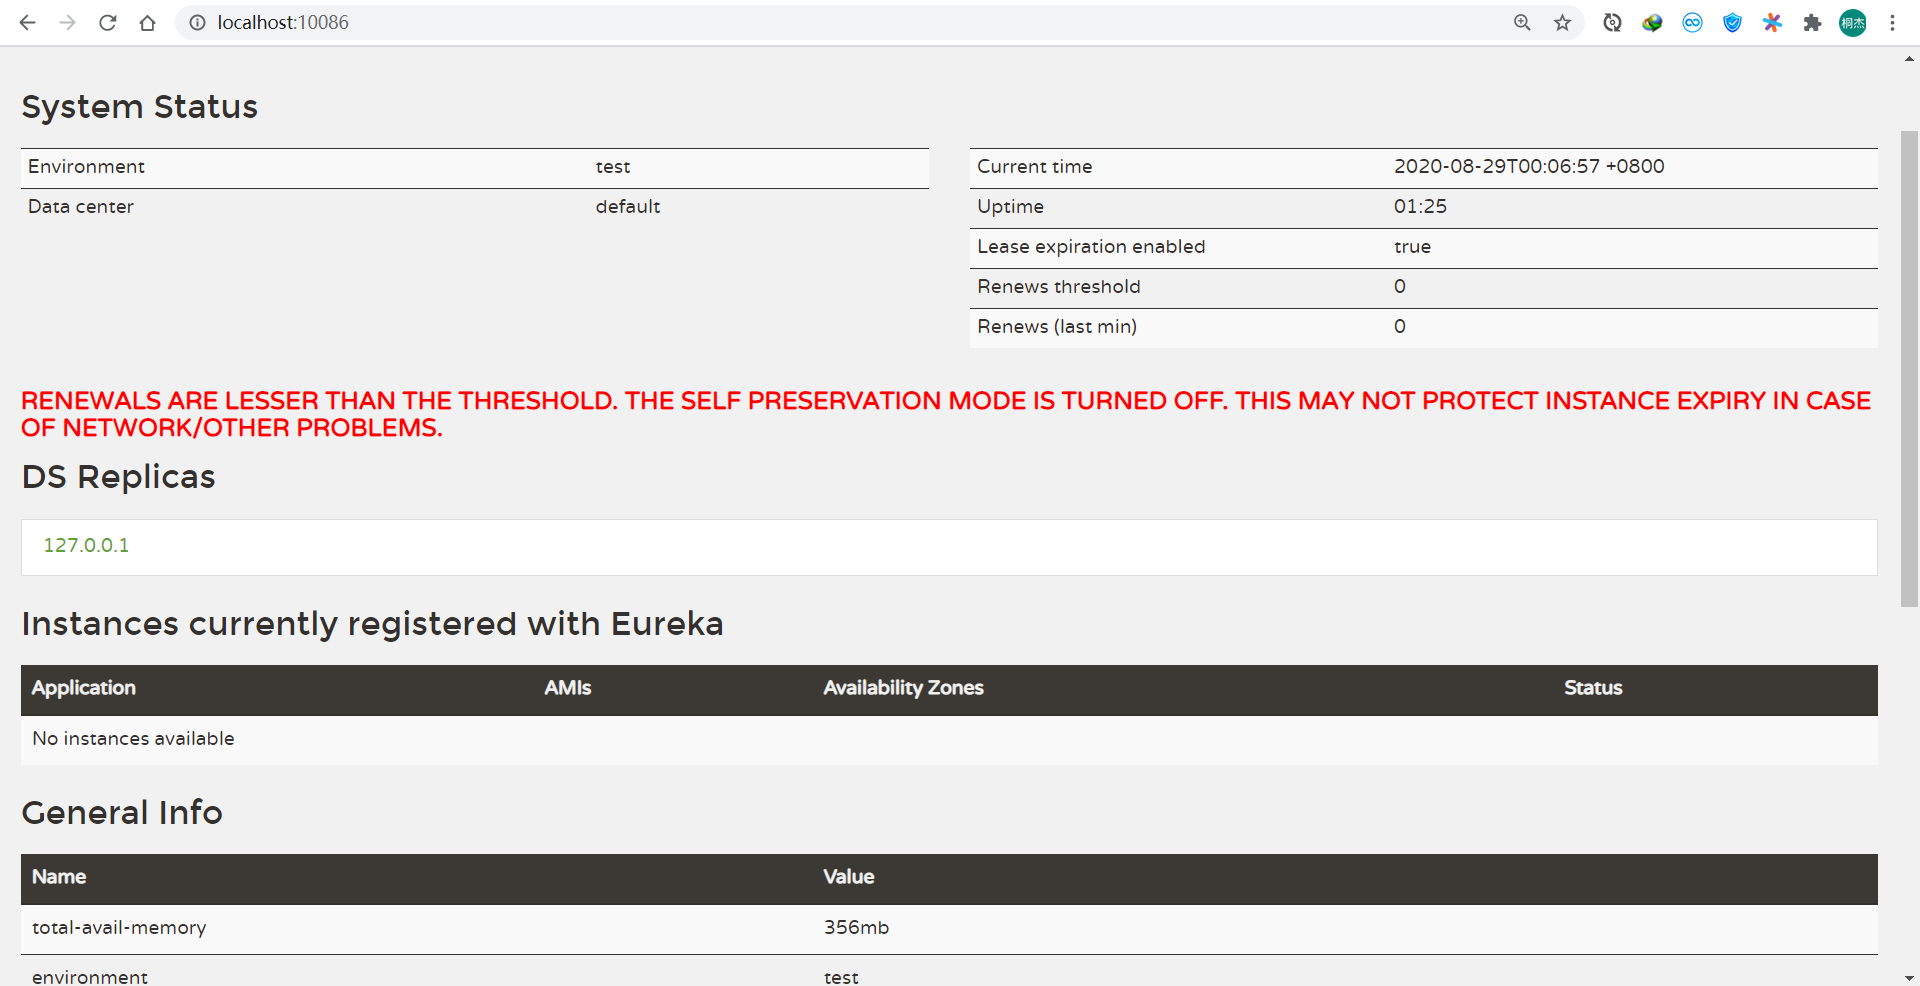 localhost:10086
桐杰
System Status
Environment test
Data center default
Current time 2020-08-29T00:06:57 +0800
Uptime 01:25
Lease expiration enabled true
Renews threshold 0
Renews (last min) 0
RENEWALS ARE LESSER THAN THE THRESHOLD. THE SELF PRESERVATION MODE IS TURNED OFF. THIS MAY NOT PROTECT INSTANCE EXPIRY IN CASE
OF NETWORK/OTHER PROBLEMS.
DS Replicas
127.0.0.1
Instances currently registered with Eureka
Application AMIs Availability Zones Status
No instances available
General Info
Name Value
total-avail-memory 356mb
environment test